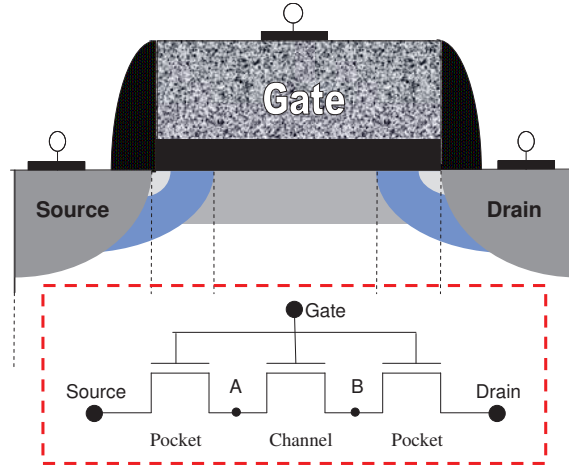 Gate
Source
Drain
Gate
Source
A
B
Drain
Pocket
Channel
Pocket